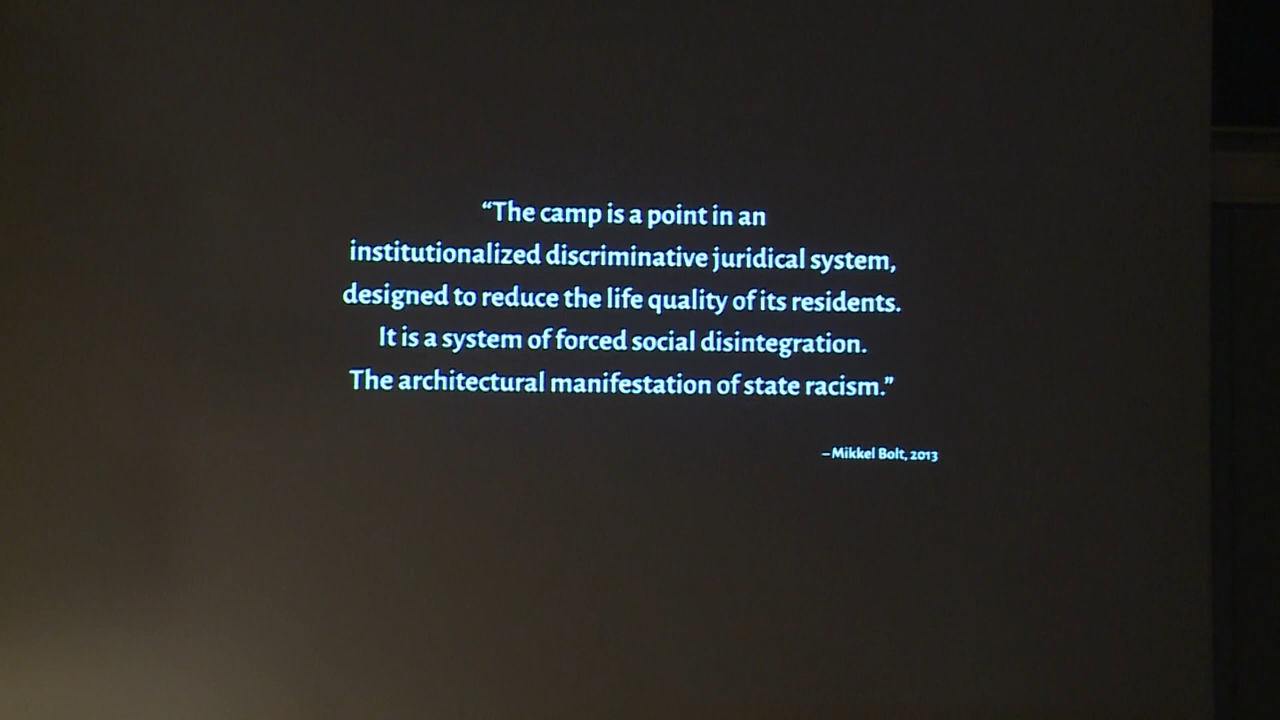 “The camp is a point in an
institutionalized discriminative juridical system,
designed to reduce the life quality of its residents.
It is a system of forced social disintegration.
The architectural manifestation of state racism.”
–Mikkel Bolt, 2013